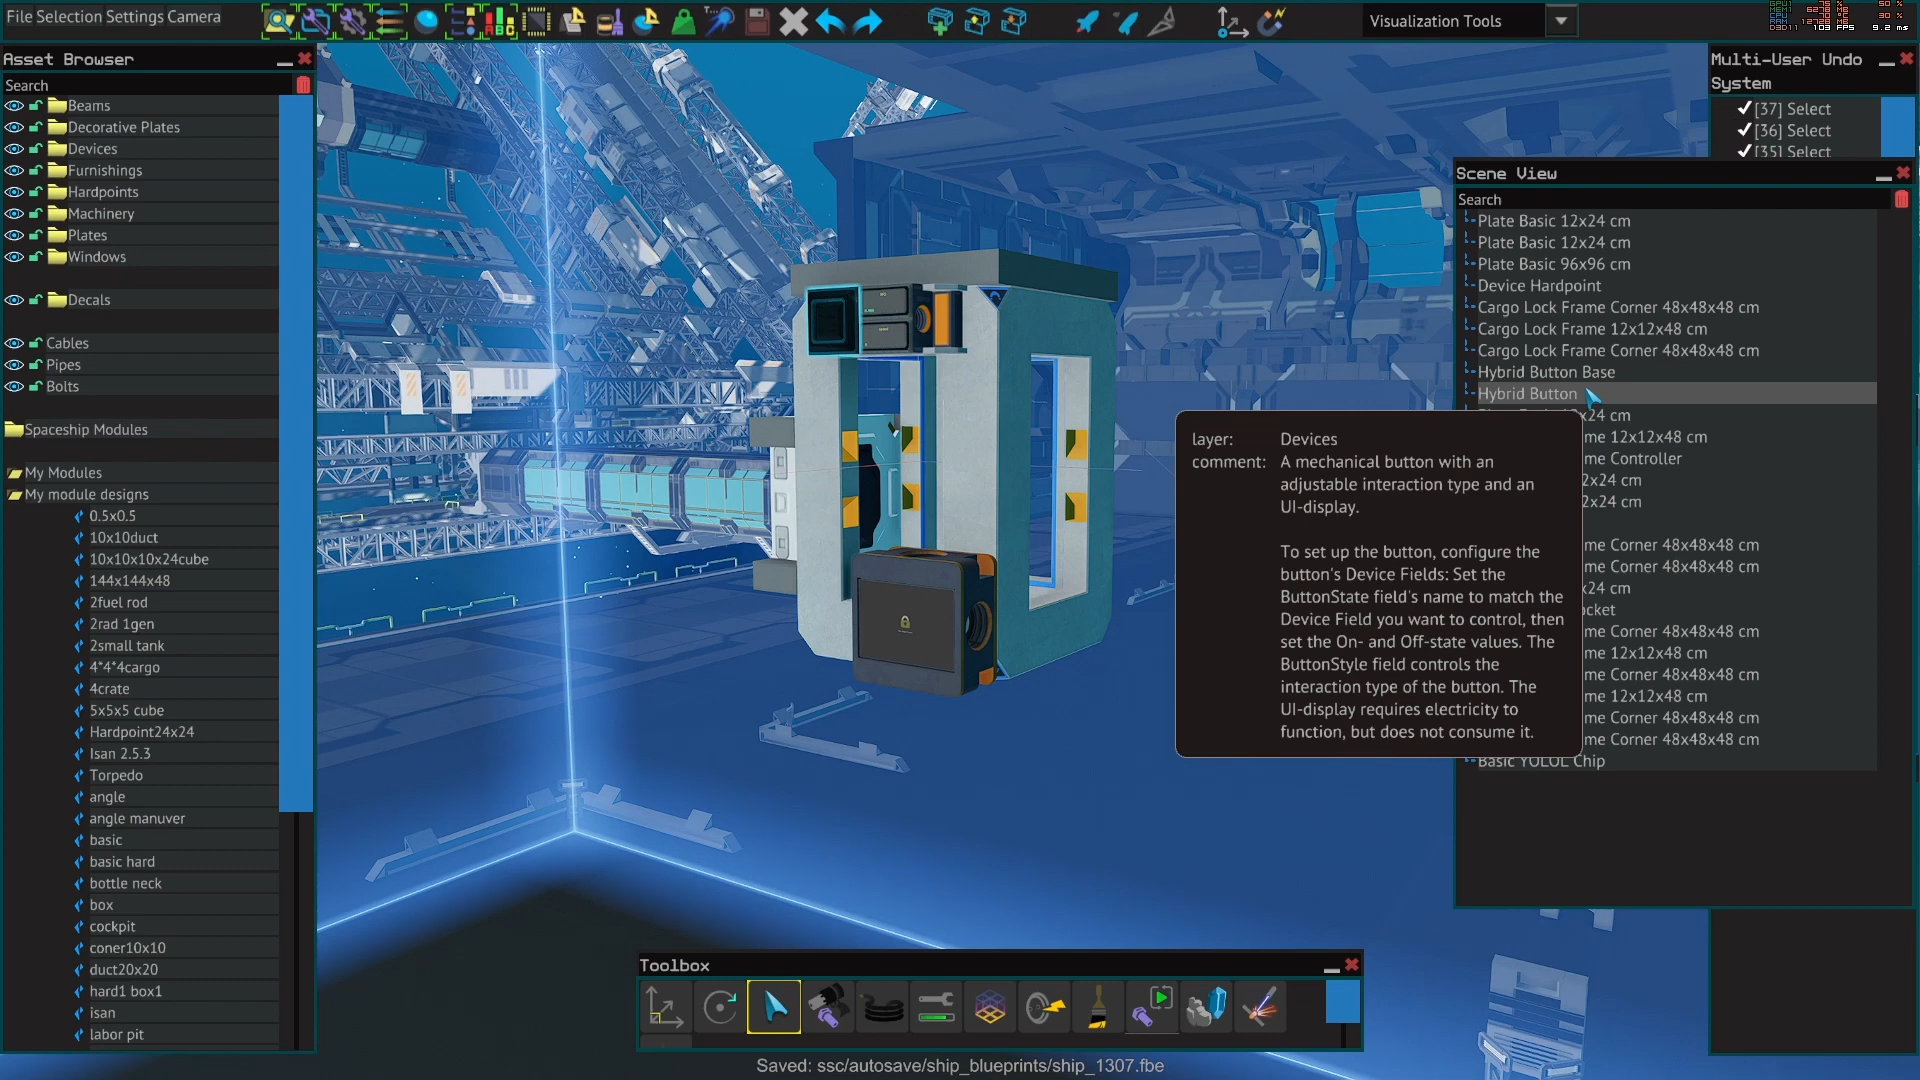 File Selection Settings Camera
Visualization Tools
Asset Browser
Search
Beams
Decorative Plates
Devices
Furnishings
Hardpoints
Machinery
Plates
Windows
Decals
Cables
Pipes
Bolts
Spaceship Modules
My Modules
My module designs
0.5x0.5
10x10duct
10x10x10x24cube
144x144x48
2fuel rod
2rad 1gen
2small tank
4*4*4cargo
4crate
5x5x5 cube
Hardpoint24x24
Isan 2.5.3
Torpedo
angle
angle manuver
basic
basic hard
bottle neck
box
cockpit
coner10x10
duct20x20
hard1 box1
isan
labor pit
Multi-User Undo
System
[37] Select
[36] Select
[35] Select
Scene View
Search
Plate Basic 12x24 cm
Plate Basic 12x24 cm
Plate Basic 96x96 cm
Device Hardpoint
Cargo Lock Frame Corner 48x48x48 cm
Cargo Lock Frame 12x12x48 cm
Cargo Lock Frame Corner 48x48x48 cm
Hybrid Button Base
Hybrid Button
x24 cm
me 12x12x48 cm
me Controller
2x24 cm
2x24 cm
me Corner 48x48x48 cm
me Corner 48x48x48 cm
x24 cm
ocket
me Corner 48x48x48 cm
me 12x12x48 cm
me Corner 48x48x48 cm
me 12x12x48 cm
me Corner 48x48x48 cm
me Corner 48x48x48 cm
Basic YOLOL Chip
layer: Devices
comment: A mechanical button with an
adjustable interaction type and an
UI-display.
To set up the button, configure the
button's Device Fields: Set the
ButtonState field's name to match the
Device Field you want to control, then
set the On- and Off-state values. The
ButtonStyle field controls the
interaction type of the button. The
UI-display requires electricity to
function, but does not consume it.
Toolbox
Saved: ssc/autosave/ship_blueprints/ship_1307.fbe